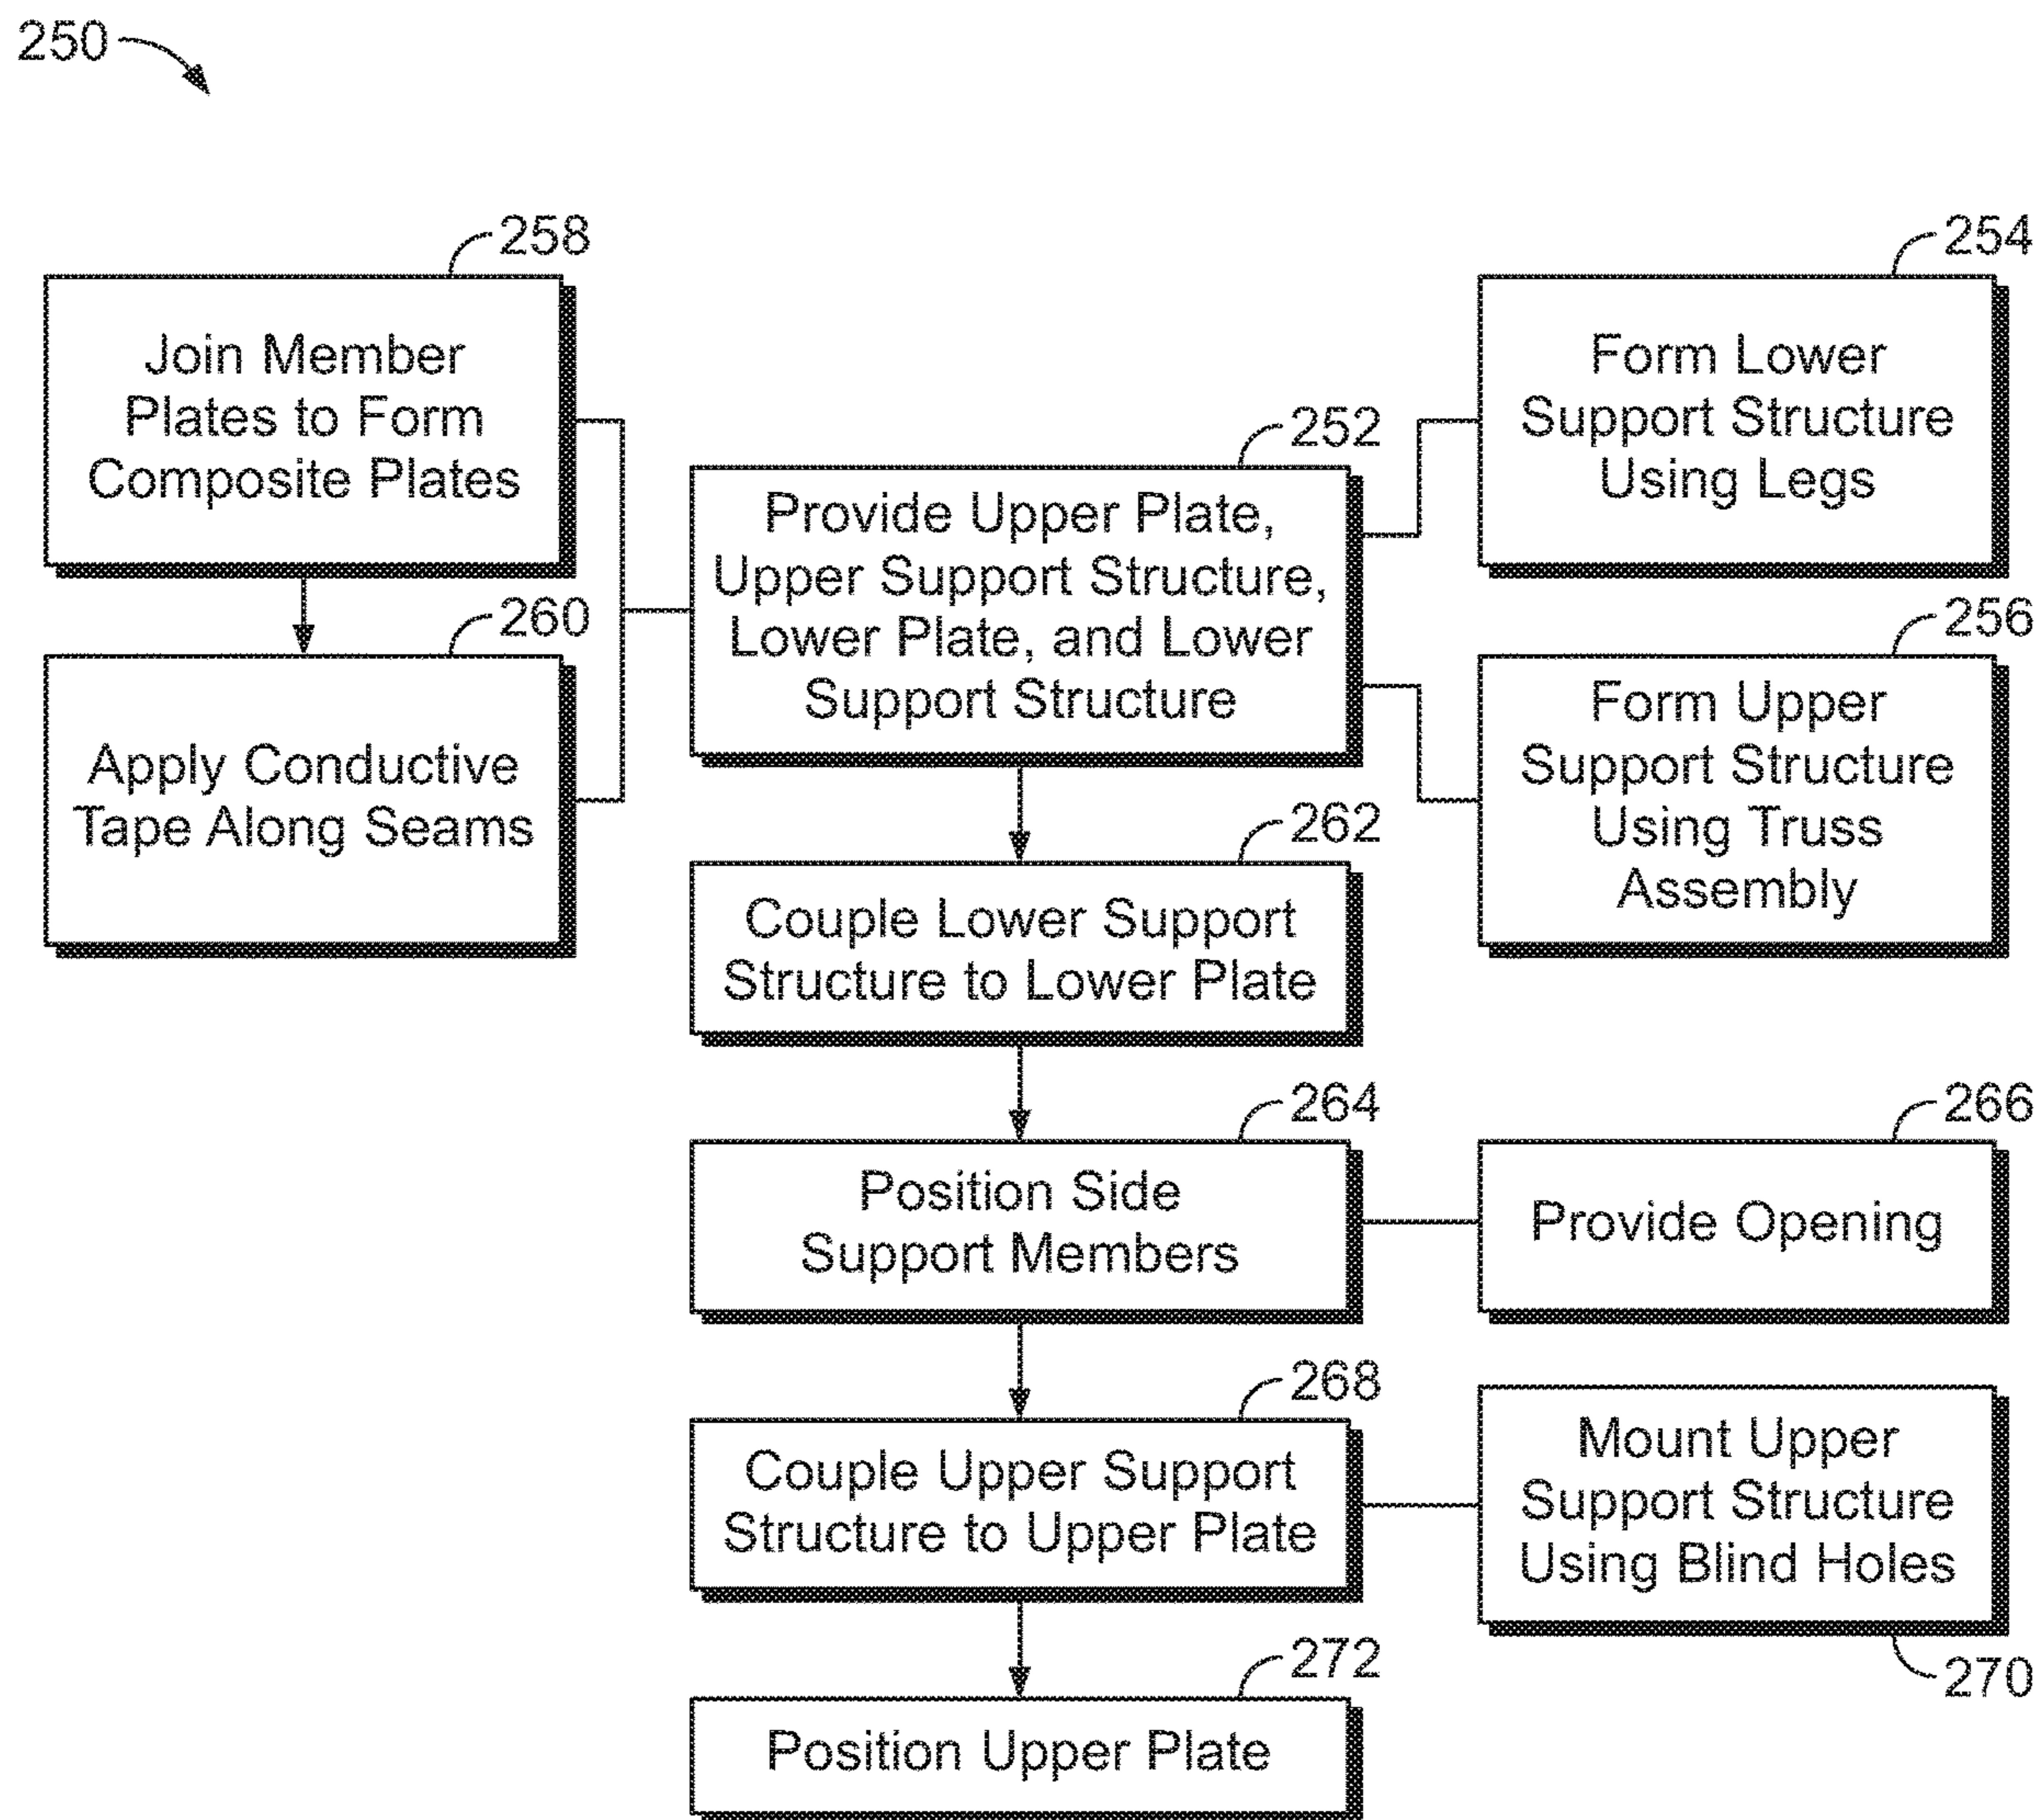 250
258
Join Member
Plates to Form
Composite Plates
260
Apply Conductive
Tape Along Seams
252
Provide Upper Plate,
Upper Support Structure,
Lower Plate, and Lower
Support Structure
254
Form Lower
Support Structure
Using Legs
256
Form Upper
Support Structure
Using Truss
Assembly
262
Couple Lower Support
Structure to Lower Plate
264
Position Side
Support Members
266
Provide Opening
268
Couple Upper Support
Structure to Upper Plate
Mount Upper
Support Structure
Using Blind Holes
270
272
Position Upper Plate